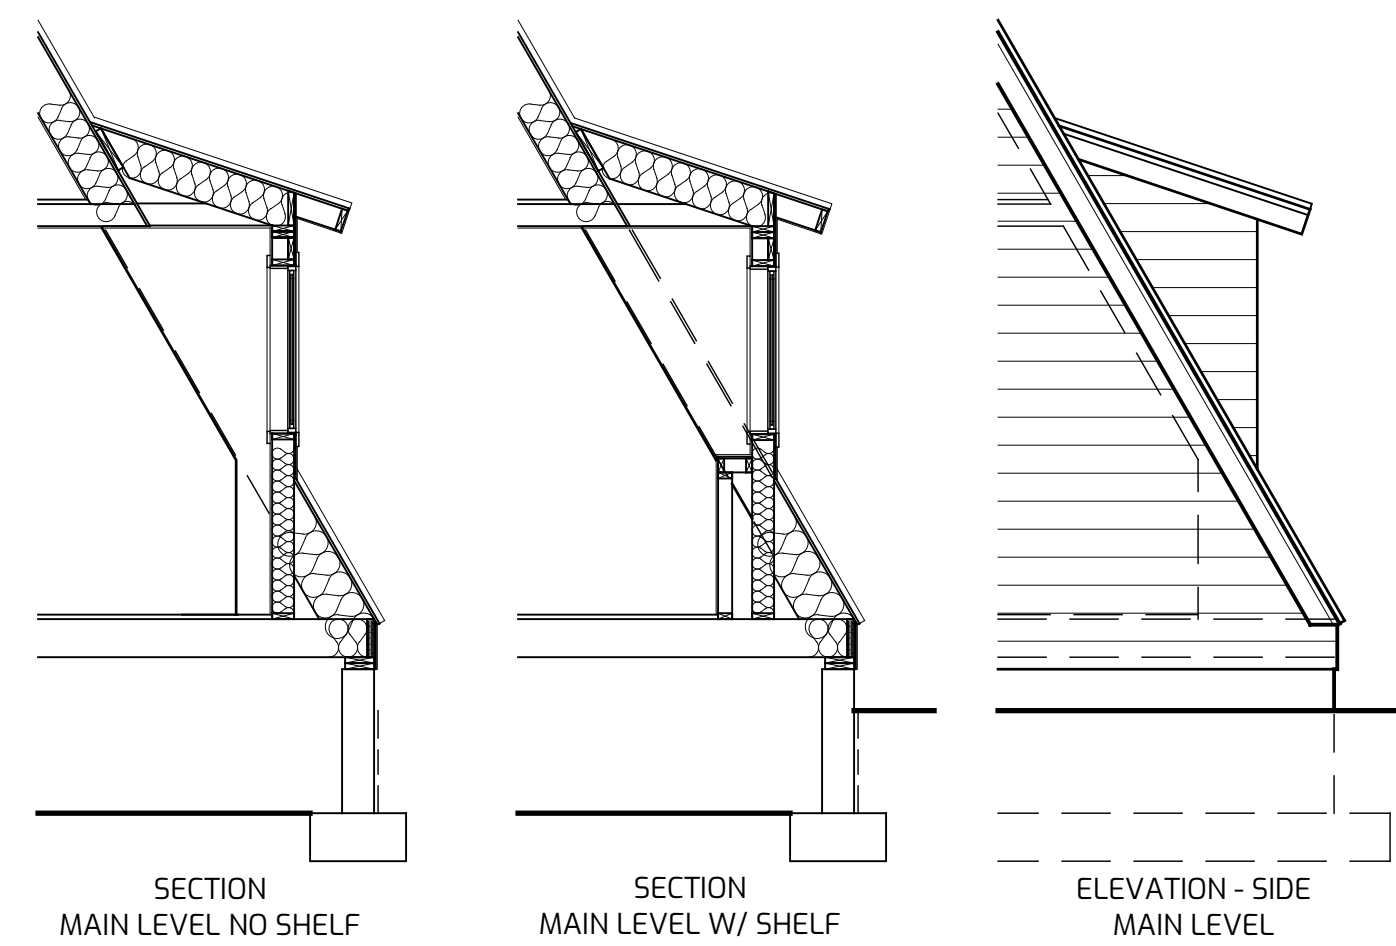 SECTION
MAIN LEVEL NO SHELF
SECTION
MAIN LEVEL W/ SHELF
ELEVATION - SIDE
MAIN LEVEL